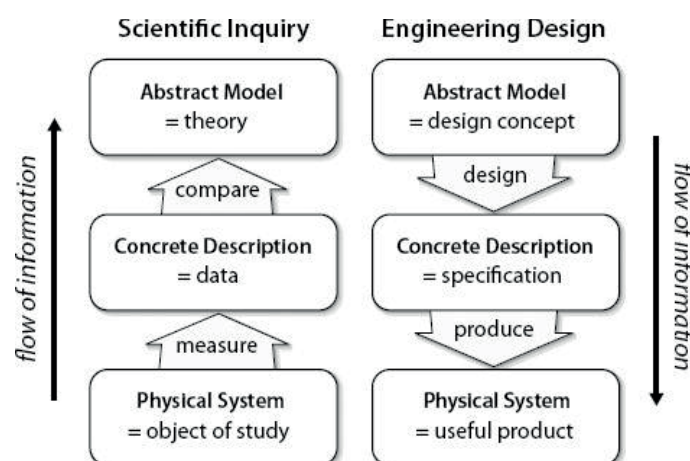 Scientific Inquiry
Engineering Design
Abstract Model
= theory
compare
Concrete Description
= data
measure
Physical System
= object of study
flow of information
Abstract Model
= design concept
design
Concrete Description
= specification
produce
Physical System
= useful product
flow of information